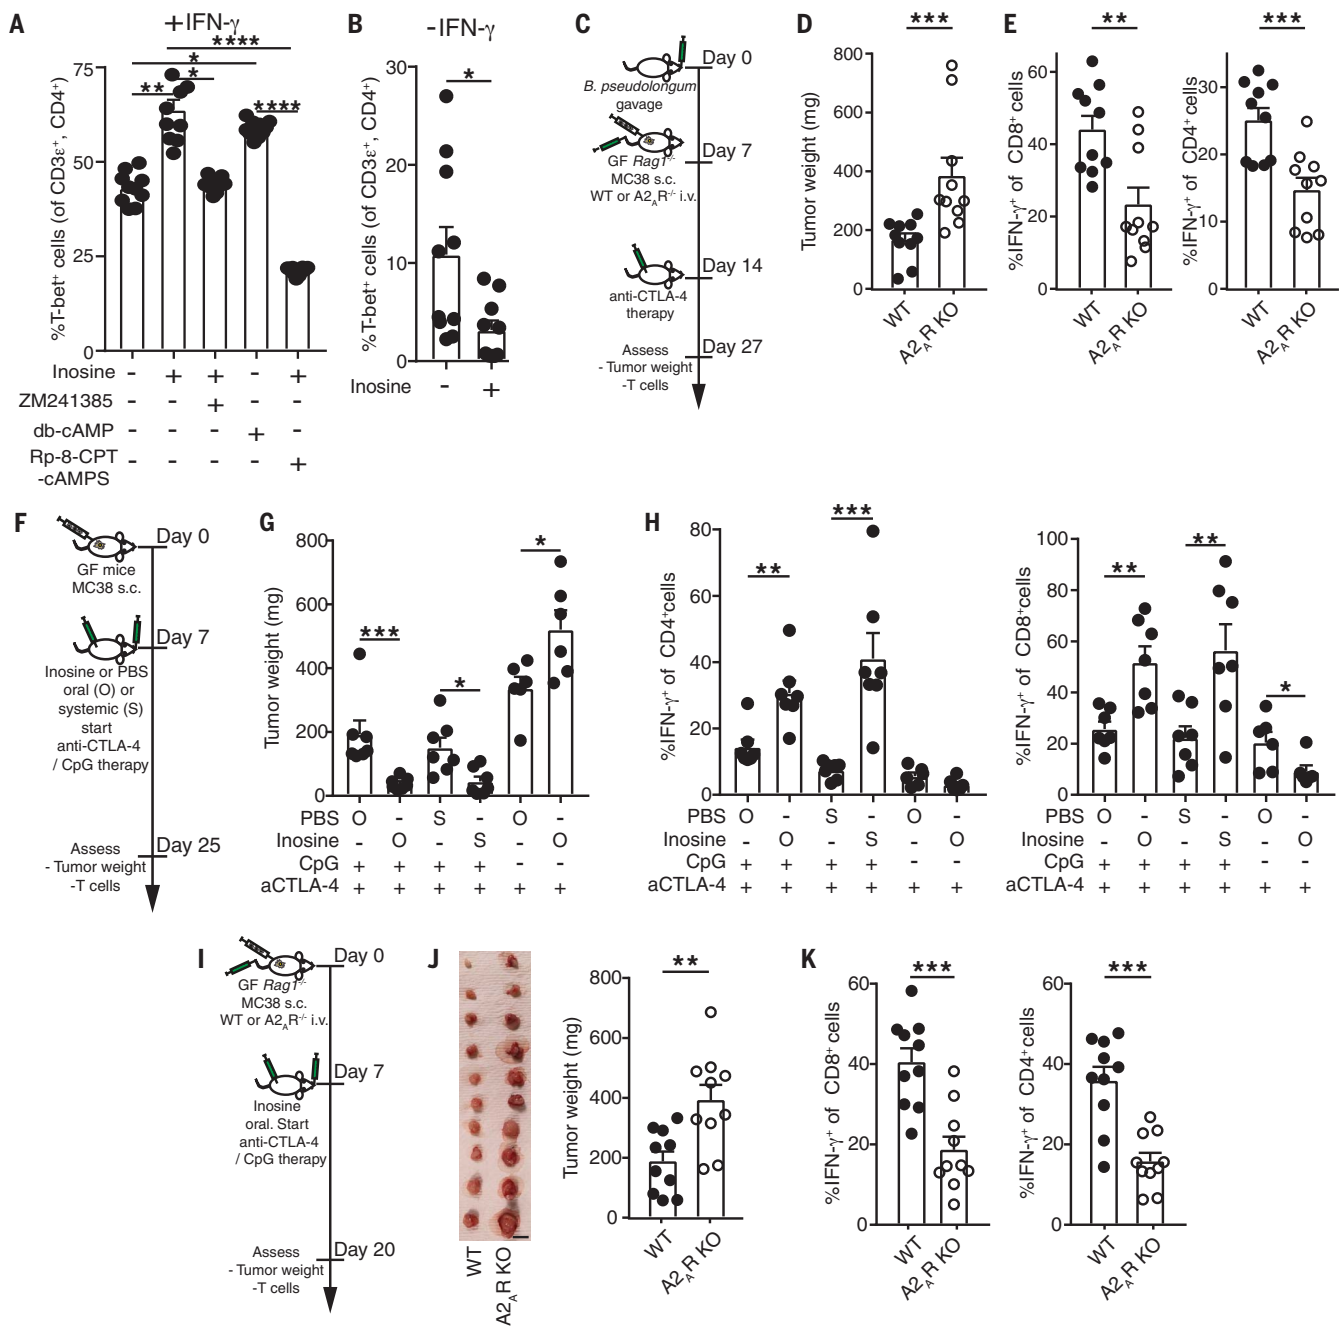 A
+IFN-γ
****
*
** *
****
%T-bet⁺ cells (of CD3ε⁺, CD4⁺)
75
50
25
0
Inosine - + + - +
ZM241385 - - + - -
db-cAMP - - - + -
Rp-8-CPT
-cAMPS - - - - +
B
-IFN-γ
*
%T-bet⁺ cells (of CD3ε⁺, CD4⁺)
30
20
10
0
Inosine - +
C
Day 0
B. pseudolongum
gavage
Day 7
GF Rag1⁻/⁻
MC38 s.c.
WT or A2AR⁻/⁻ i.v.
Day 14
anti-CTLA-4
therapy
Assess
- Tumor weight
-T cells
Day 27
D
***
Tumor weight (mg)
800
600
400
200
0
WT
A2AR KO
E
**
%IFN-γ⁺ of CD8⁺ cells
60
40
20
0
WT
A2AR KO
***
%IFN-γ⁺ of CD4⁺ cells
30
20
10
0
WT
A2AR KO
F
Day 0
GF mice
MC38 s.c.
Day 7
Inosine or PBS
oral (O) or
systemic (S)
start
anti-CTLA-4
/ CpG therapy
Assess
- Tumor weight
-T cells
Day 25
G
***
*
*
Tumor weight (mg)
800
600
400
200
0
PBS O - S - O -
Inosine - O - S - O
CpG + + + + - -
aCTLA-4 + + + + + +
H
**
***
%IFN-γ⁺ of CD4⁺cells
80
60
40
20
0
PBS O - S - O -
Inosine - O - S - O
CpG + + + + - -
aCTLA-4 + + + + + +
**
**
*
%IFN-γ⁺ of CD8⁺cells
100
80
60
40
20
0
PBS O - S - O -
Inosine - O - S - O
CpG + + + + - -
aCTLA-4 + + + + + +
I
Day 0
GF Rag1⁻/⁻
MC38 s.c.
WT or A2AR⁻/⁻ i.v.
Day 7
Inosine
oral. Start
anti-CTLA-4
/ CpG therapy
Assess
- Tumor weight
-T cells
Day 20
J
WT
A2AR KO
**
Tumor weight (mg)
800
600
400
200
0
WT
A2AR KO
K
***
%IFN-γ⁺ of CD8⁺ cells
60
40
20
0
WT
A2AR KO
***
%IFN-γ⁺ of CD4⁺cells
60
40
20
0
WT
A2AR KO